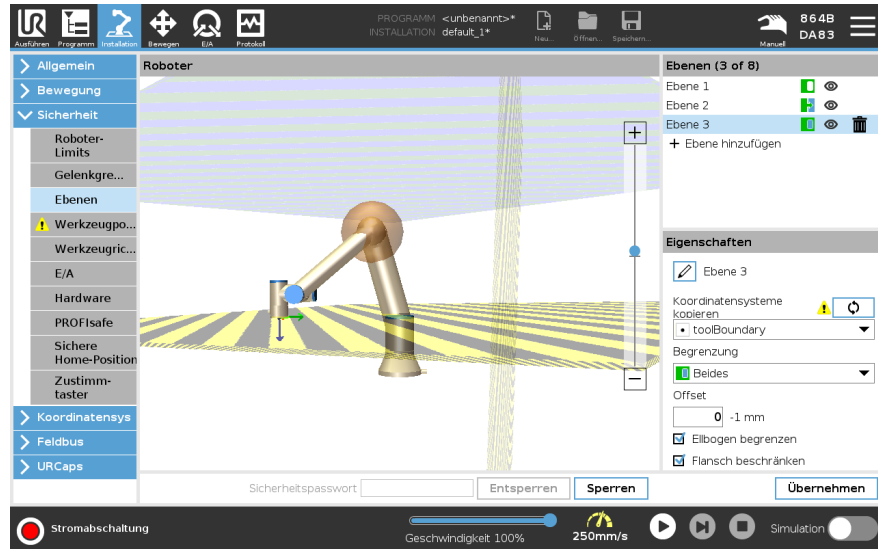 PROGRAMM <unbenannt>*
INSTALLATION default_1*
Ausführen
Programm
Installation
Bewegen
E/A
Protokoll
Neu...
Öffnen...
Speichern...
Manuell
864B
DA83
Allgemein
Bewegung
Sicherheit
Roboter-
Limits
Gelenkgre...
Ebenen
Werkzeugpo...
Werkzeugric...
E/A
Hardware
PROFIsafe
Sichere
Home-Position
Zustimm-
taster
Koordinatensys
Feldbus
URCaps
Roboter
Ebenen (3 of 8)
Ebene 1
Ebene 2
Ebene 3
+ Ebene hinzufügen
Eigenschaften
Ebene 3
Koordinatensysteme
kopieren
toolBoundary
Begrenzung
Beides
Offset
0 -1 mm
Ellbogen begrenzen
Flansch beschränken
Sicherheitspasswort
Entsperren
Sperren
Übernehmen
Stromabschaltung
Geschwindigkeit 100%
250mm/s
Simulation